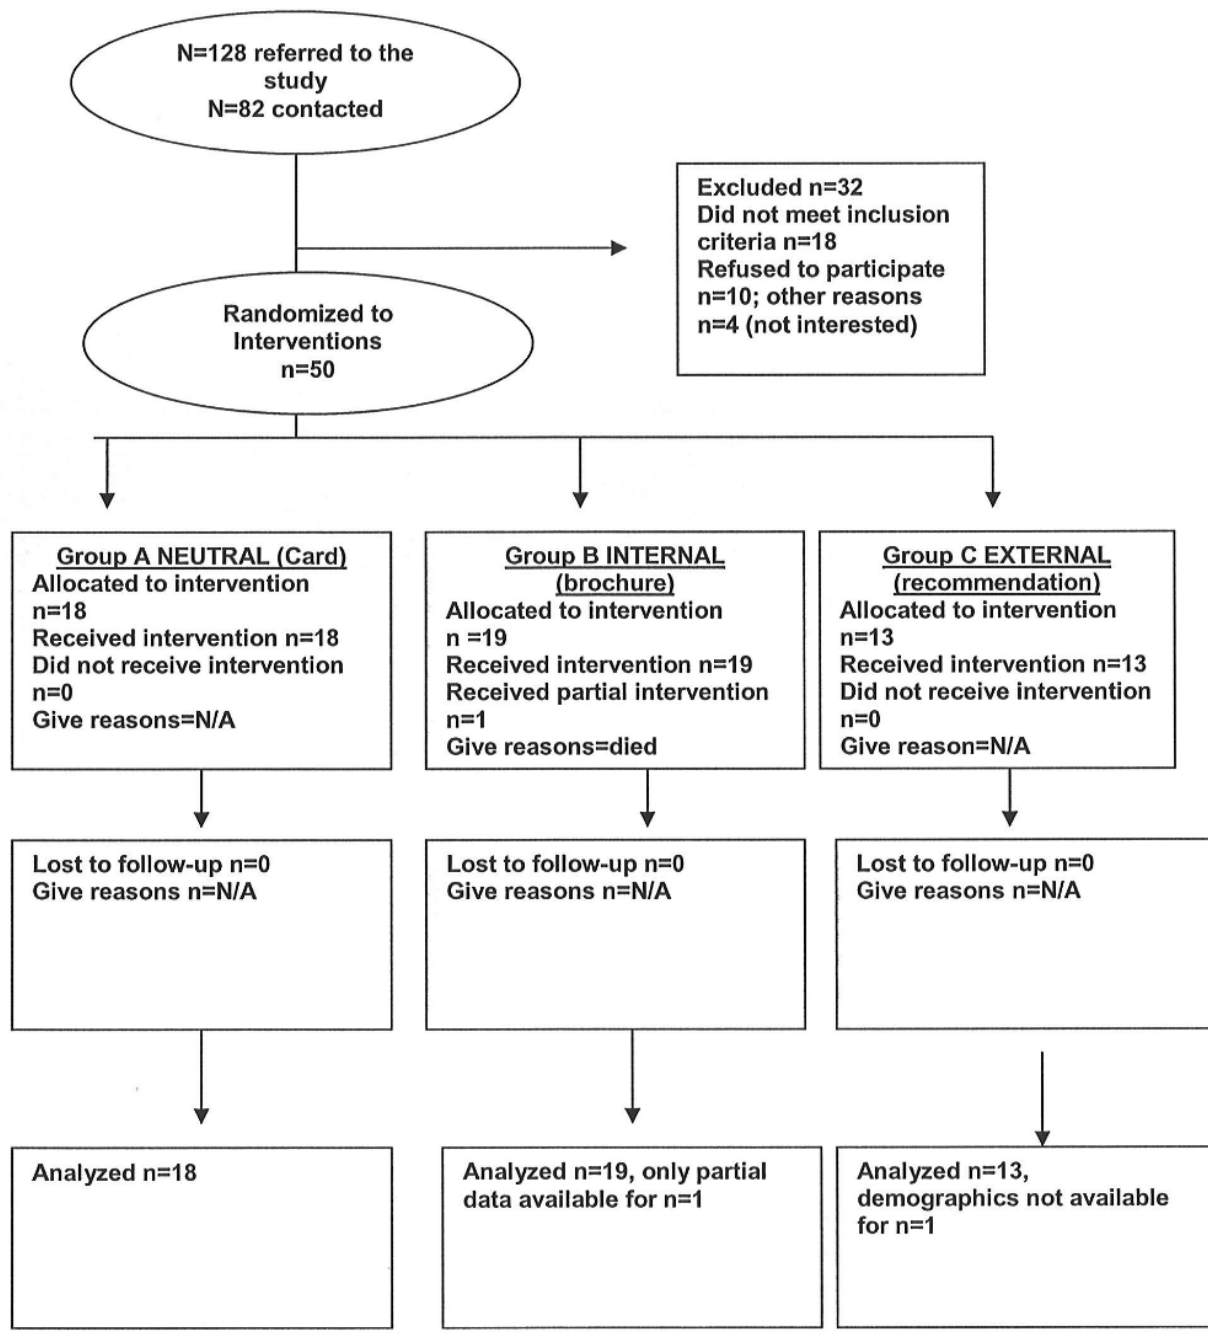 N=128 referred to the
study
N=82 contacted
Excluded n=32
Did not meet inclusion
criteria n=18
Refused to participate
n=10; other reasons
n=4 (not interested)
Randomized to
Interventions
n=50
Group A NEUTRAL (Card)
Allocated to intervention
n=18
Received intervention n=18
Did not receive intervention
n=0
Give reasons=N/A
Group B INTERNAL
(brochure)
Allocated to intervention
n =19
Received intervention n=19
Received partial intervention
n=1
Give reasons=died
Group C EXTERNAL
(recommendation)
Allocated to intervention
n=13
Received intervention n=13
Did not receive intervention
n=0
Give reason=N/A
Lost to follow-up n=0
Give reasons n=N/A
Lost to follow-up n=0
Give reasons n=N/A
Lost to follow-up n=0
Give reasons n=N/A
Analyzed n=18
Analyzed n=19, only partial
data available for n=1
Analyzed n=13,
demographics not available
for n=1